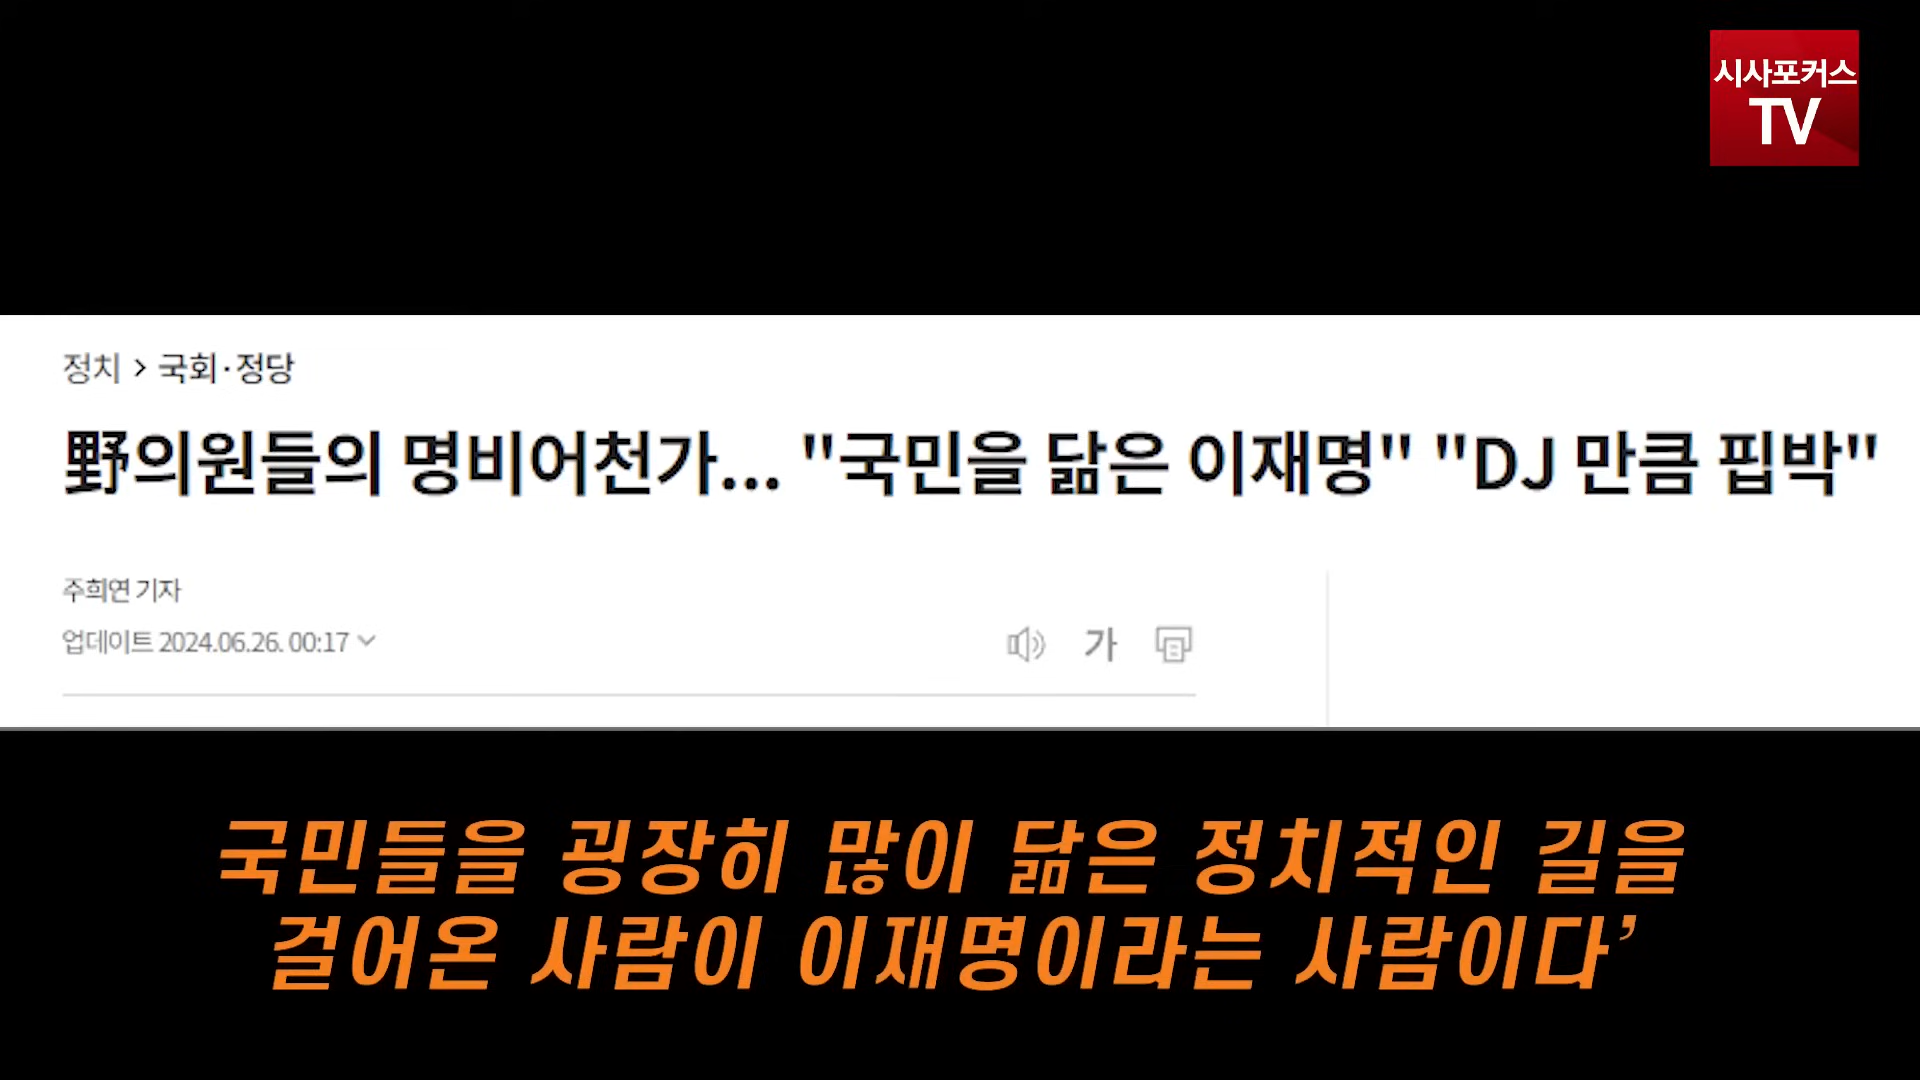 시사포커스
TV
정치 > 국회·정당
野의원들의 명비어천가... "국민을 닮은 이재명" "DJ 만큼 핍박"
주희연 기자
업데이트 2024.06.26. 00:17
가
국민들을 굉장히 많이 닮은 정치적인 길을
걸어온 사람이 이재명이라는 사람이다’